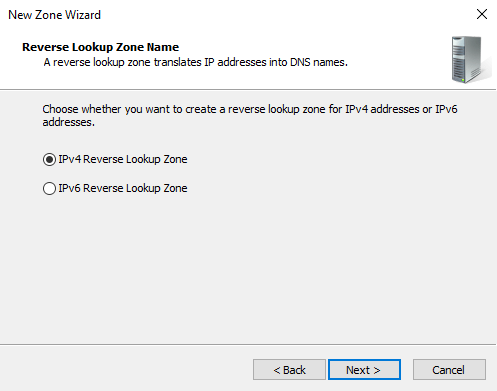 New Zone Wizard
Reverse Lookup Zone Name
A reverse lookup zone translates IP addresses into DNS names.
Choose whether you want to create a reverse lookup zone for IPv4 addresses or IPv6
addresses.
IPv4 Reverse Lookup Zone
IPv6 Reverse Lookup Zone
< Back Next > Cancel